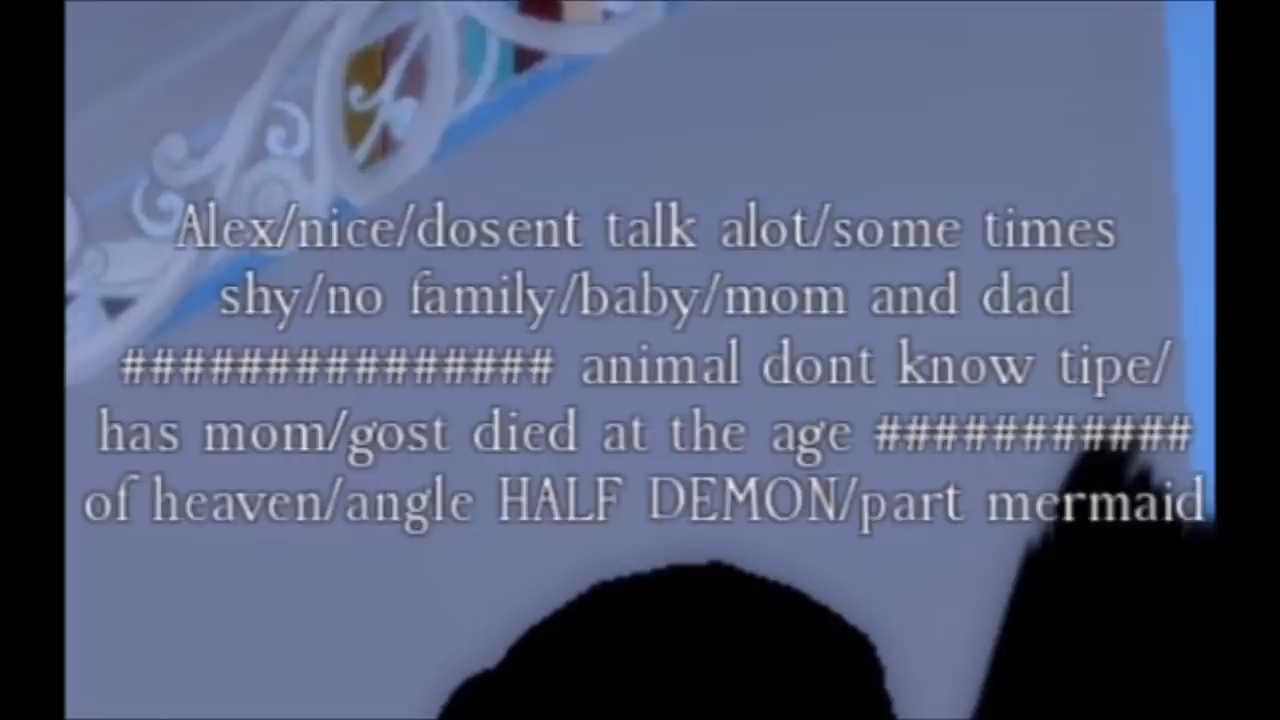 Alex/nice/dosent talk alot/some times
shy/no family/baby/mom and dad
############### animal dont know tipe/
has mom/gost died at the age ###########
of heaven/angle HALF DEMON/part mermaid